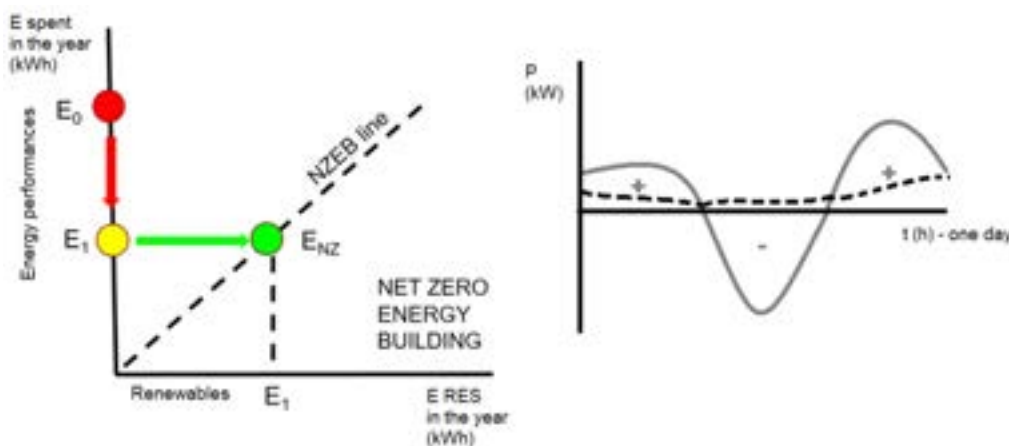 E spent
in the year
(kWh)
Energy performances
E₀
E₁
NZEB line
E_NZ
NET ZERO
ENERGY
BUILDING
Renewables
E₁
E RES
in the year
(kWh)
P
(kW)
+
+
-
t (h) - one day